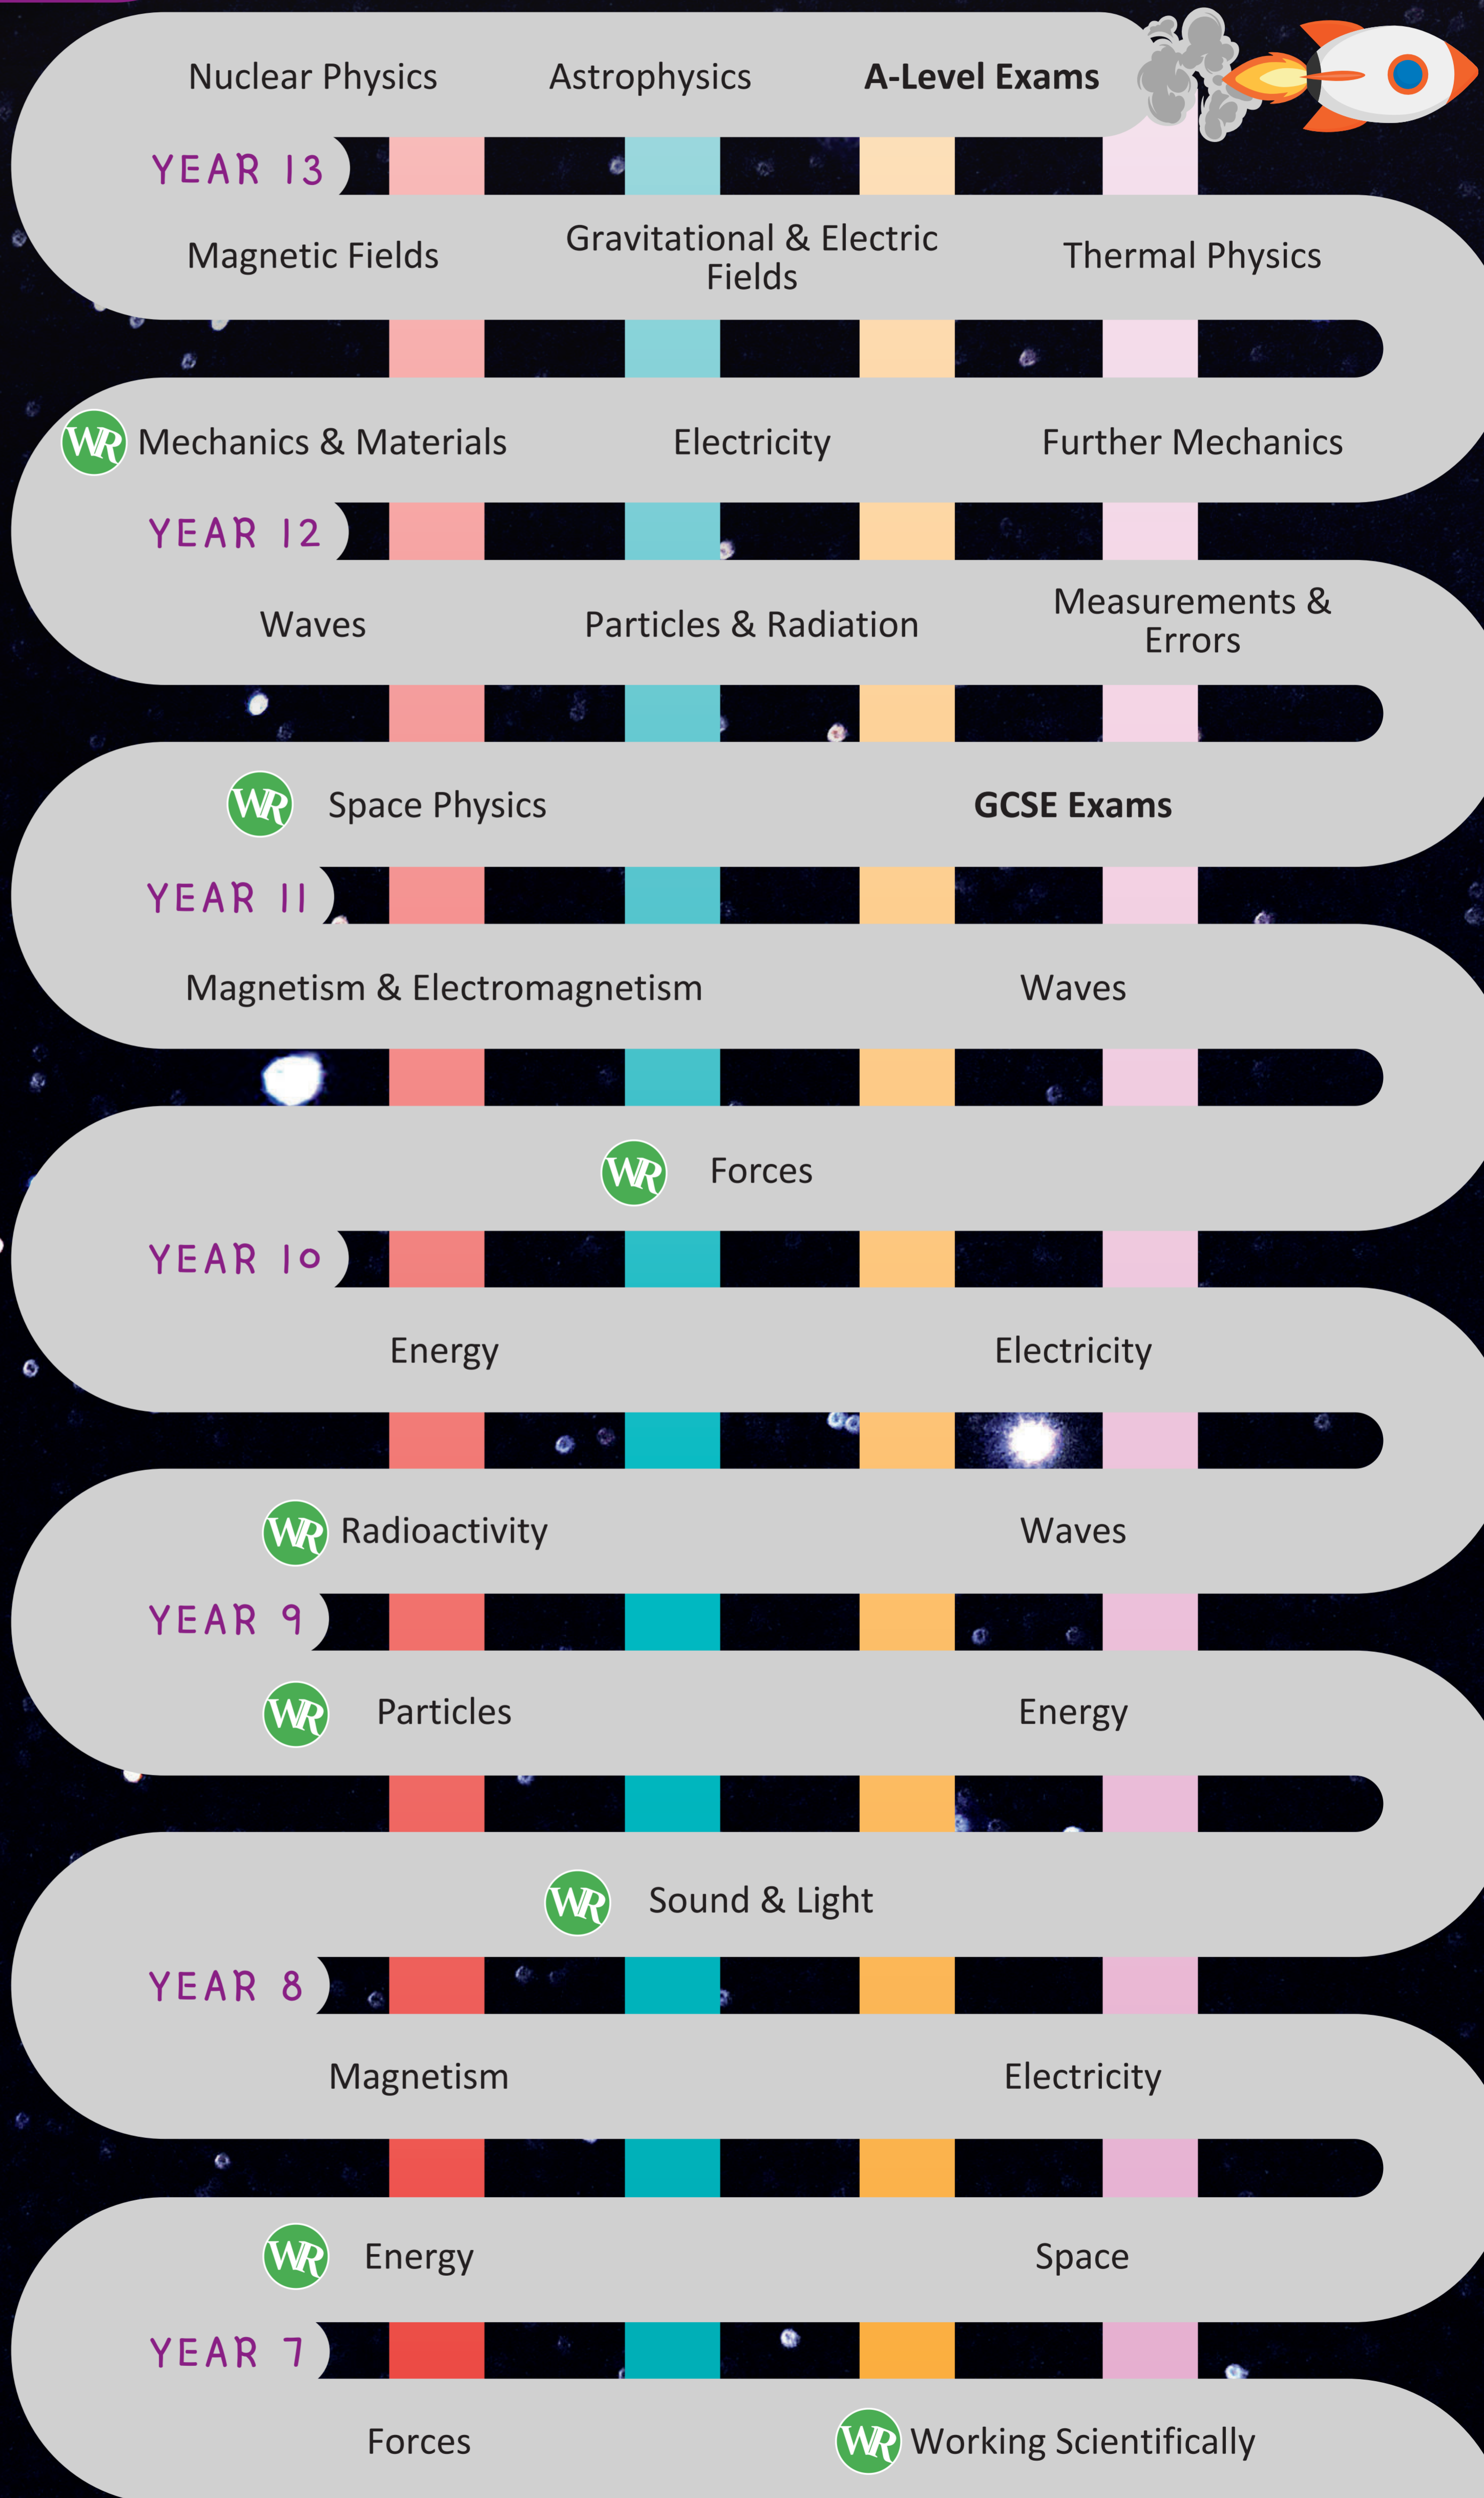 Nuclear Physics Astrophysics A-Level Exams
YEAR 13
Magnetic Fields Gravitational & Electric Fields Thermal Physics
WR Mechanics & Materials Electricity Further Mechanics
YEAR 12
Waves Particles & Radiation Measurements & Errors
WR Space Physics GCSE Exams
YEAR 11
Magnetism & Electromagnetism Waves
WR Forces
YEAR 10
Energy Electricity
WR Radioactivity Waves
YEAR 9
WR Particles Energy
WR Sound & Light
YEAR 8
Magnetism Electricity
WR Energy Space
YEAR 7
Forces WR Working Scientifically